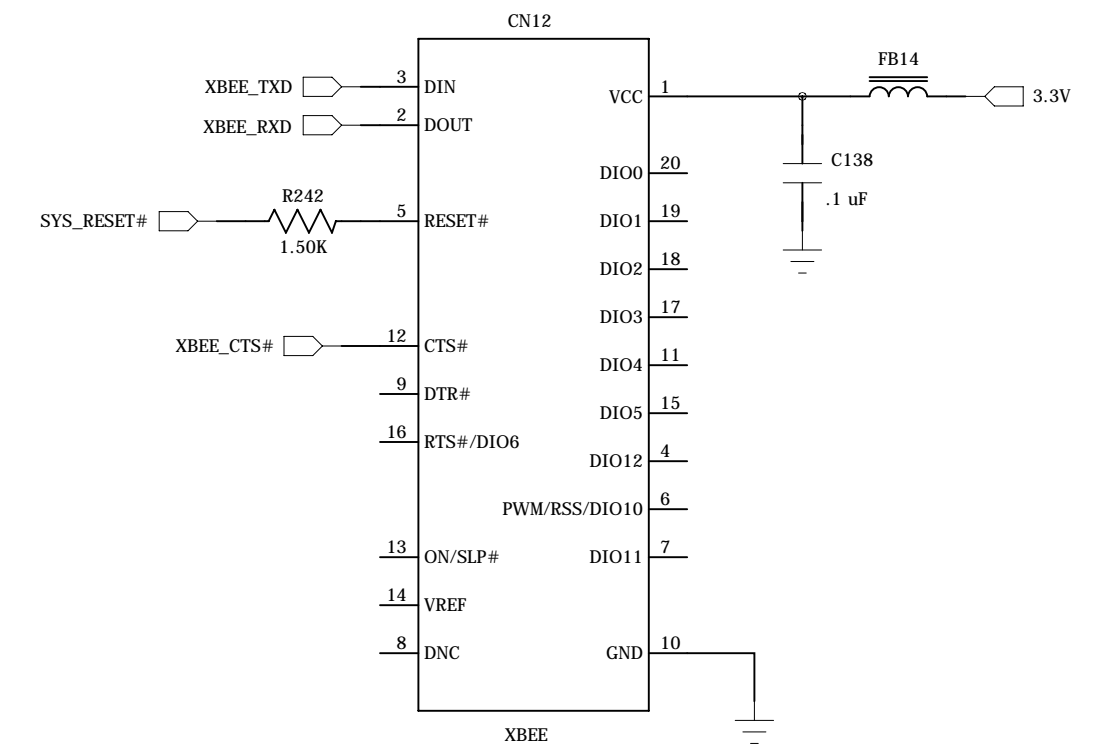 CN12
FB14
XBEE_TXD 3 DIN
VCC 1 3.3V
XBEE_RXD 2 DOUT
C138
DIO0 20
R242
.1 uF
SYS_RESET# 5 RESET#
DIO1 19
1.50K
DIO2 18
DIO3 17
XBEE_CTS# 12 CTS#
DIO4 11
9 DTR#
DIO5 15
16 RTS#/DIO6
DIO12 4
PWM/RSS/DIO10 6
13 ON/SLP#
DIO11 7
14 VREF
8 DNC
GND 10
XBEE